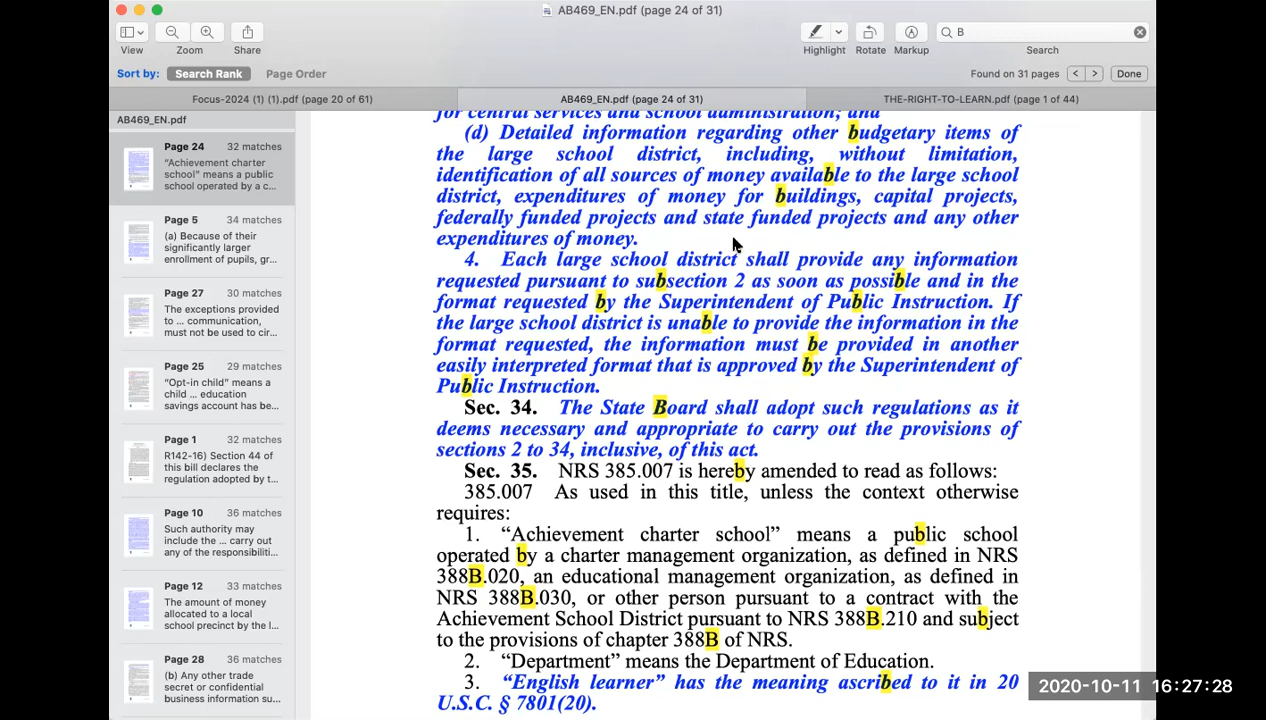 AB469_EN.pdf (page 24 of 31)
View
Zoom
Share
Highlight
Rotate
Markup
B
Search
Sort by:
Search Rank
Page Order
Found on 31 pages
<
>
Done
Focus-2024 (1) (1).pdf (page 20 of 61)
AB469_EN.pdf (page 24 of 31)
THE-RIGHT-TO-LEARN.pdf (page 1 of 44)
AB469_EN.pdf
Page 24 32 matches
“Achievement charter
school” means a public
school operated by a c...
Page 5 34 matches
(a) Because of their
significantly larger
enrollment of pupils, gr...
Page 27 30 matches
The exceptions provided
to ... communication,
must not be used to cir...
Page 25 29 matches
“Opt-in child” means a
child ... education
savings account has be...
Page 1 32 matches
R142-16) Section 44 of
this bill declares the
regulation adopted by t...
Page 10 36 matches
Such authority may
include the ... carry out
any of the responsibiliti...
Page 12 33 matches
The amount of money
allocated to a local
school precinct by the l...
Page 28 36 matches
(b) Any other trade
secret or confidential
business information su...
for central services and school administration; and
(d) Detailed information regarding other budgetary items of
the large school district, including, without limitation,
identification of all sources of money available to the large school
district, expenditures of money for buildings, capital projects,
federally funded projects and state funded projects and any other
expenditures of money.
4. Each large school district shall provide any information
requested pursuant to subsection 2 as soon as possible and in the
format requested by the Superintendent of Public Instruction. If
the large school district is unable to provide the information in the
format requested, the information must be provided in another
easily interpreted format that is approved by the Superintendent of
Public Instruction.
Sec. 34. The State Board shall adopt such regulations as it
deems necessary and appropriate to carry out the provisions of
sections 2 to 34, inclusive, of this act.
Sec. 35. NRS 385.007 is hereby amended to read as follows:
385.007 As used in this title, unless the context otherwise
requires:
1. “Achievement charter school” means a public school
operated by a charter management organization, as defined in NRS
388B.020, an educational management organization, as defined in
NRS 388B.030, or other person pursuant to a contract with the
Achievement School District pursuant to NRS 388B.210 and subject
to the provisions of chapter 388B of NRS.
2. “Department” means the Department of Education.
3. “English learner” has the meaning ascribed to it in 20
U.S.C. § 7801(20).
2020-10-11 16:27:28